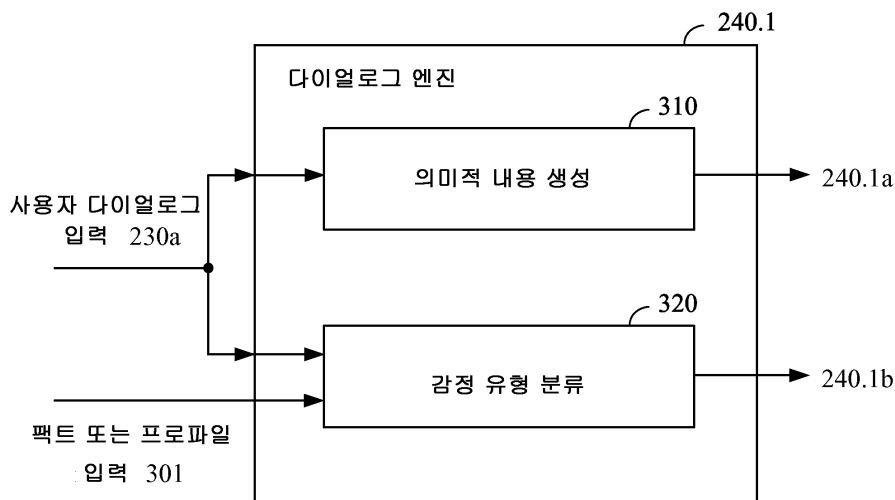 240.1
다이얼로그 엔진
310
의미적 내용 생성
240.1a
사용자 다이얼로그
입력 230a
320
감정 유형 분류
240.1b
팩트 또는 프로파일
입력 301